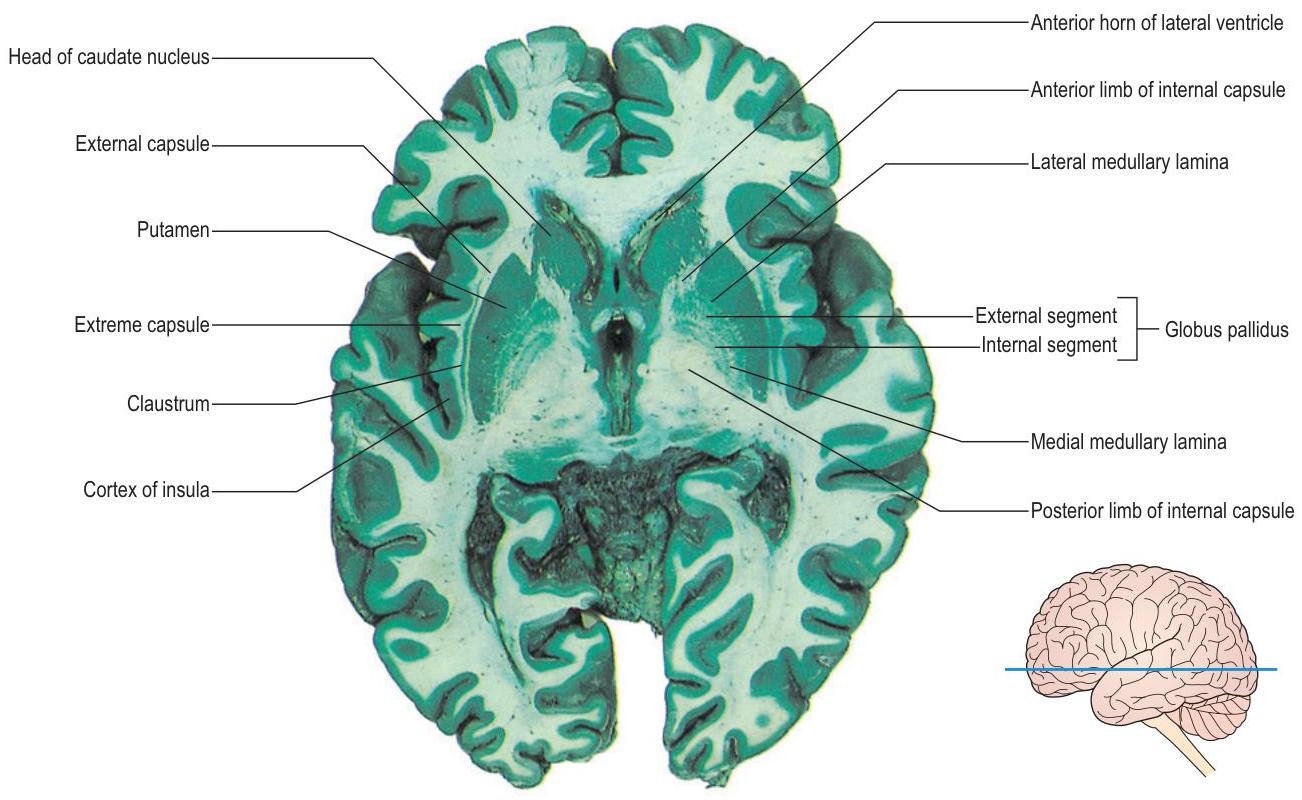 Head of caudate nucleus
External capsule
Putamen
Extreme capsule
Claustrum
Cortex of insula
Anterior horn of lateral ventricle
Anterior limb of internal capsule
Lateral medullary lamina
External segment
Internal segment
Globus pallidus
Medial medullary lamina
Posterior limb of internal capsule